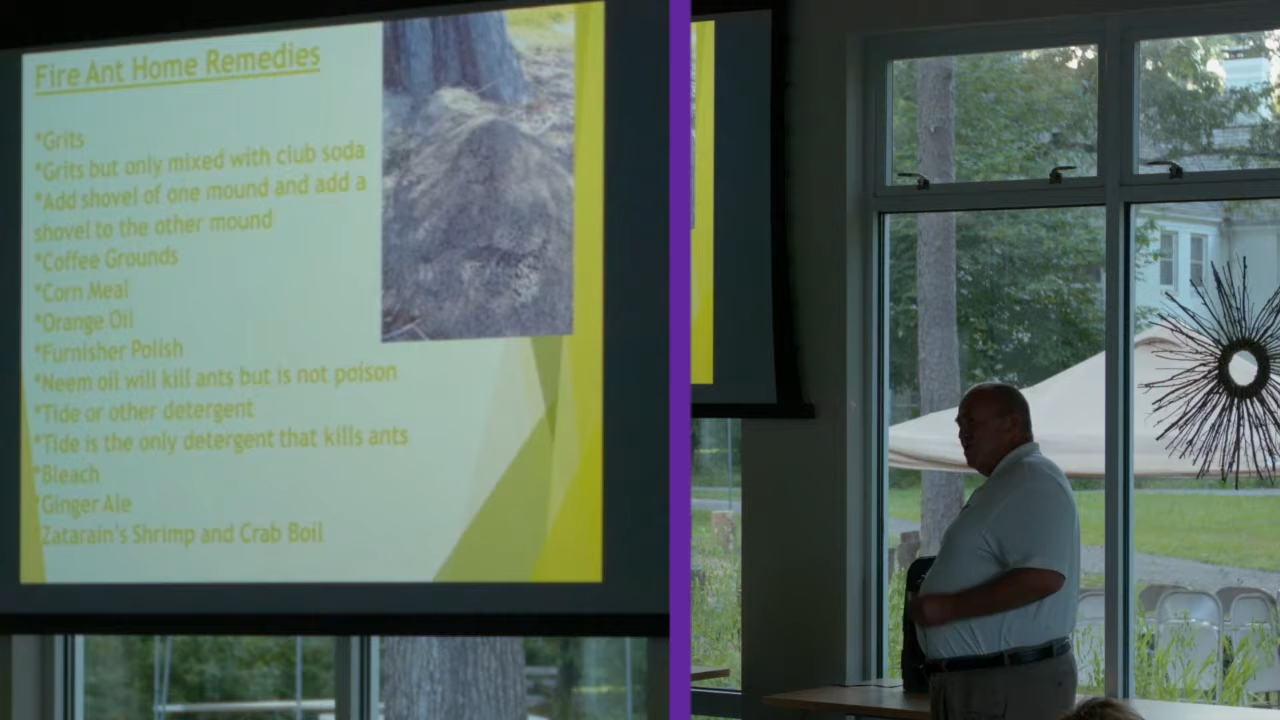 Fire Ant Home Remedies
*Grits
*Grits but only mixed with club soda
*Add shovel of one mound and add a
shovel to the other mound
*Coffee Grounds
*Corn Meal
*Orange Oil
*Furnisher Polish
*Neem oil will kill ants but is not poison
*Tide or other detergent
*Tide is the only detergent that kills ants
*Bleach
*Ginger Ale
*Zatarain's Shrimp and Crab Boil